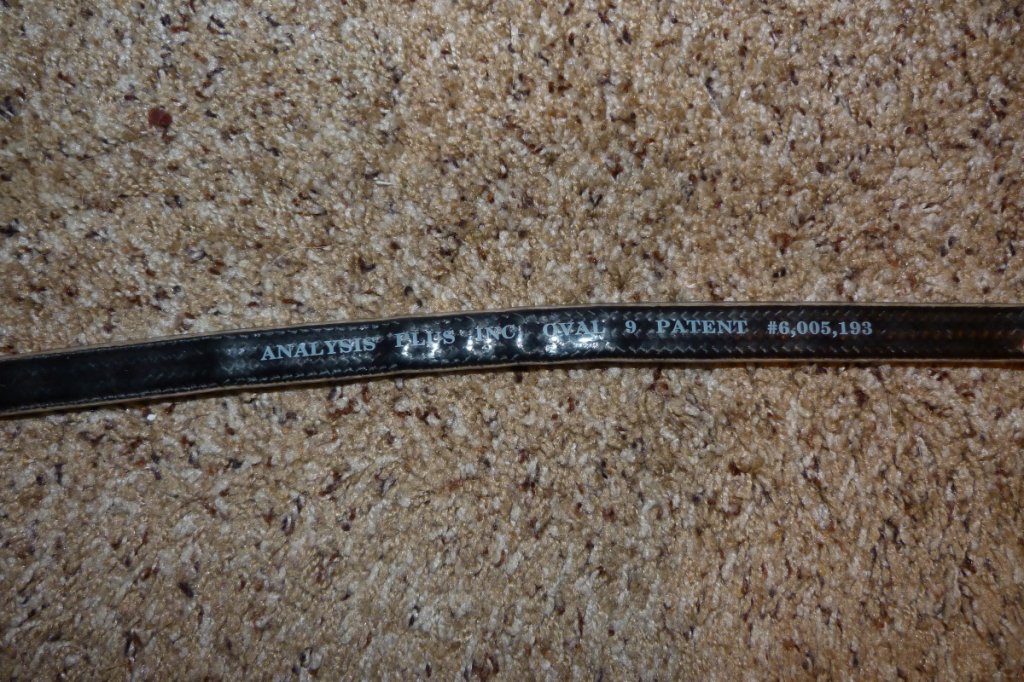 ANALYSIS PLUS INC. OVAL 9 PATENT #6,005,193